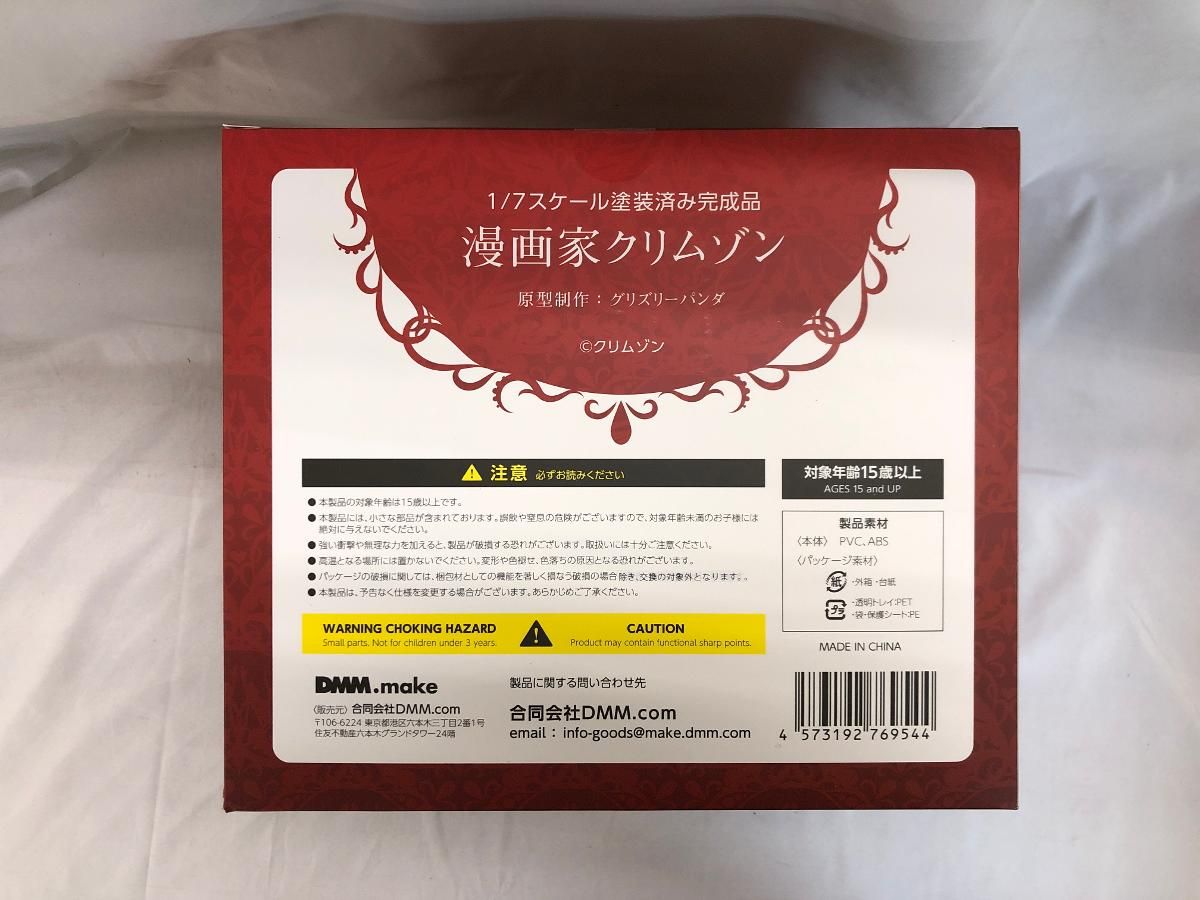 1/7スケール塗装済み完成品
漫画家クリムゾン
原型制作：グリズリーパンダ
©クリムゾン
注意 必ずお読みください
●本製品の対象年齢は15歳以上です。
●本製品には、小さな部品が含まれております。誤飲や窒息の危険がございますので、対象年齢未満のお子様には
絶対に与えないでください。
●強い衝撃や無理な力を加えると、製品が破損する恐れがございます。取扱いには十分ご注意ください。
●高温となる場所には置かないでください。変形や色褪せ、色落ちの原因となる恐れがございます。
●パッケージの破損に関しては、梱包材としての機能を著しく損なう破損の場合除き、交換の対象外となります。。
●本製品は、予告なく仕様を変更する場合がございます。あらかじめご了承ください。
WARNING CHOKING HAZARD
Small parts. Not for children under 3 years.
CAUTION
Product may contain functional sharp points.
対象年齢15歳以上
AGES 15 and UP
製品素材
〈本体〉 PVC、ABS
〈パッケージ素材〉
紙 ・外箱・台紙
プラ ・透明トレイ:PET
・袋・保護シート:PE
MADE IN CHINA
DMM.make
〈販売元〉合同会社DMM.com
〒106-6224 東京都港区六本木三丁目2番1号
住友不動産六本木グランドタワー24階
製品に関する問い合わせ先
合同会社DMM.com
email： info-goods@make.dmm.com
4 573192 769544